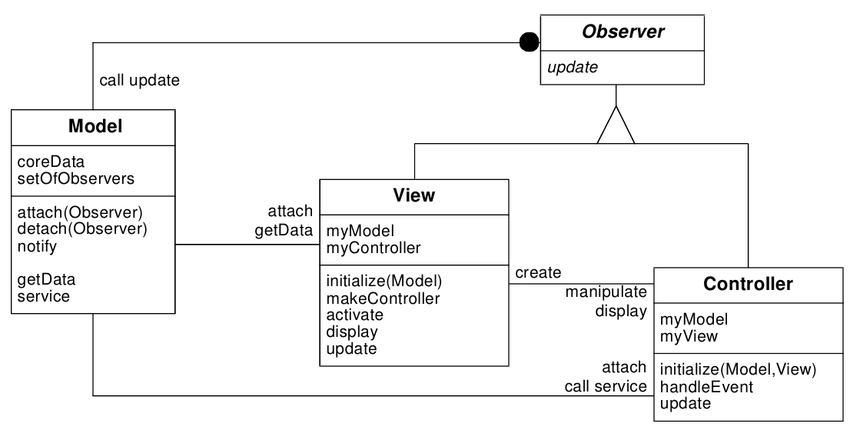 Observer
update
call update
Model
coreData
setOfObservers
attach(Observer)
detach(Observer)
notify
getData
service
attach
getData
View
myModel
myController
initialize(Model)
makeController
activate
display
update
create
manipulate
display
attach
call service
Controller
myModel
myView
initialize(Model,View)
handleEvent
update